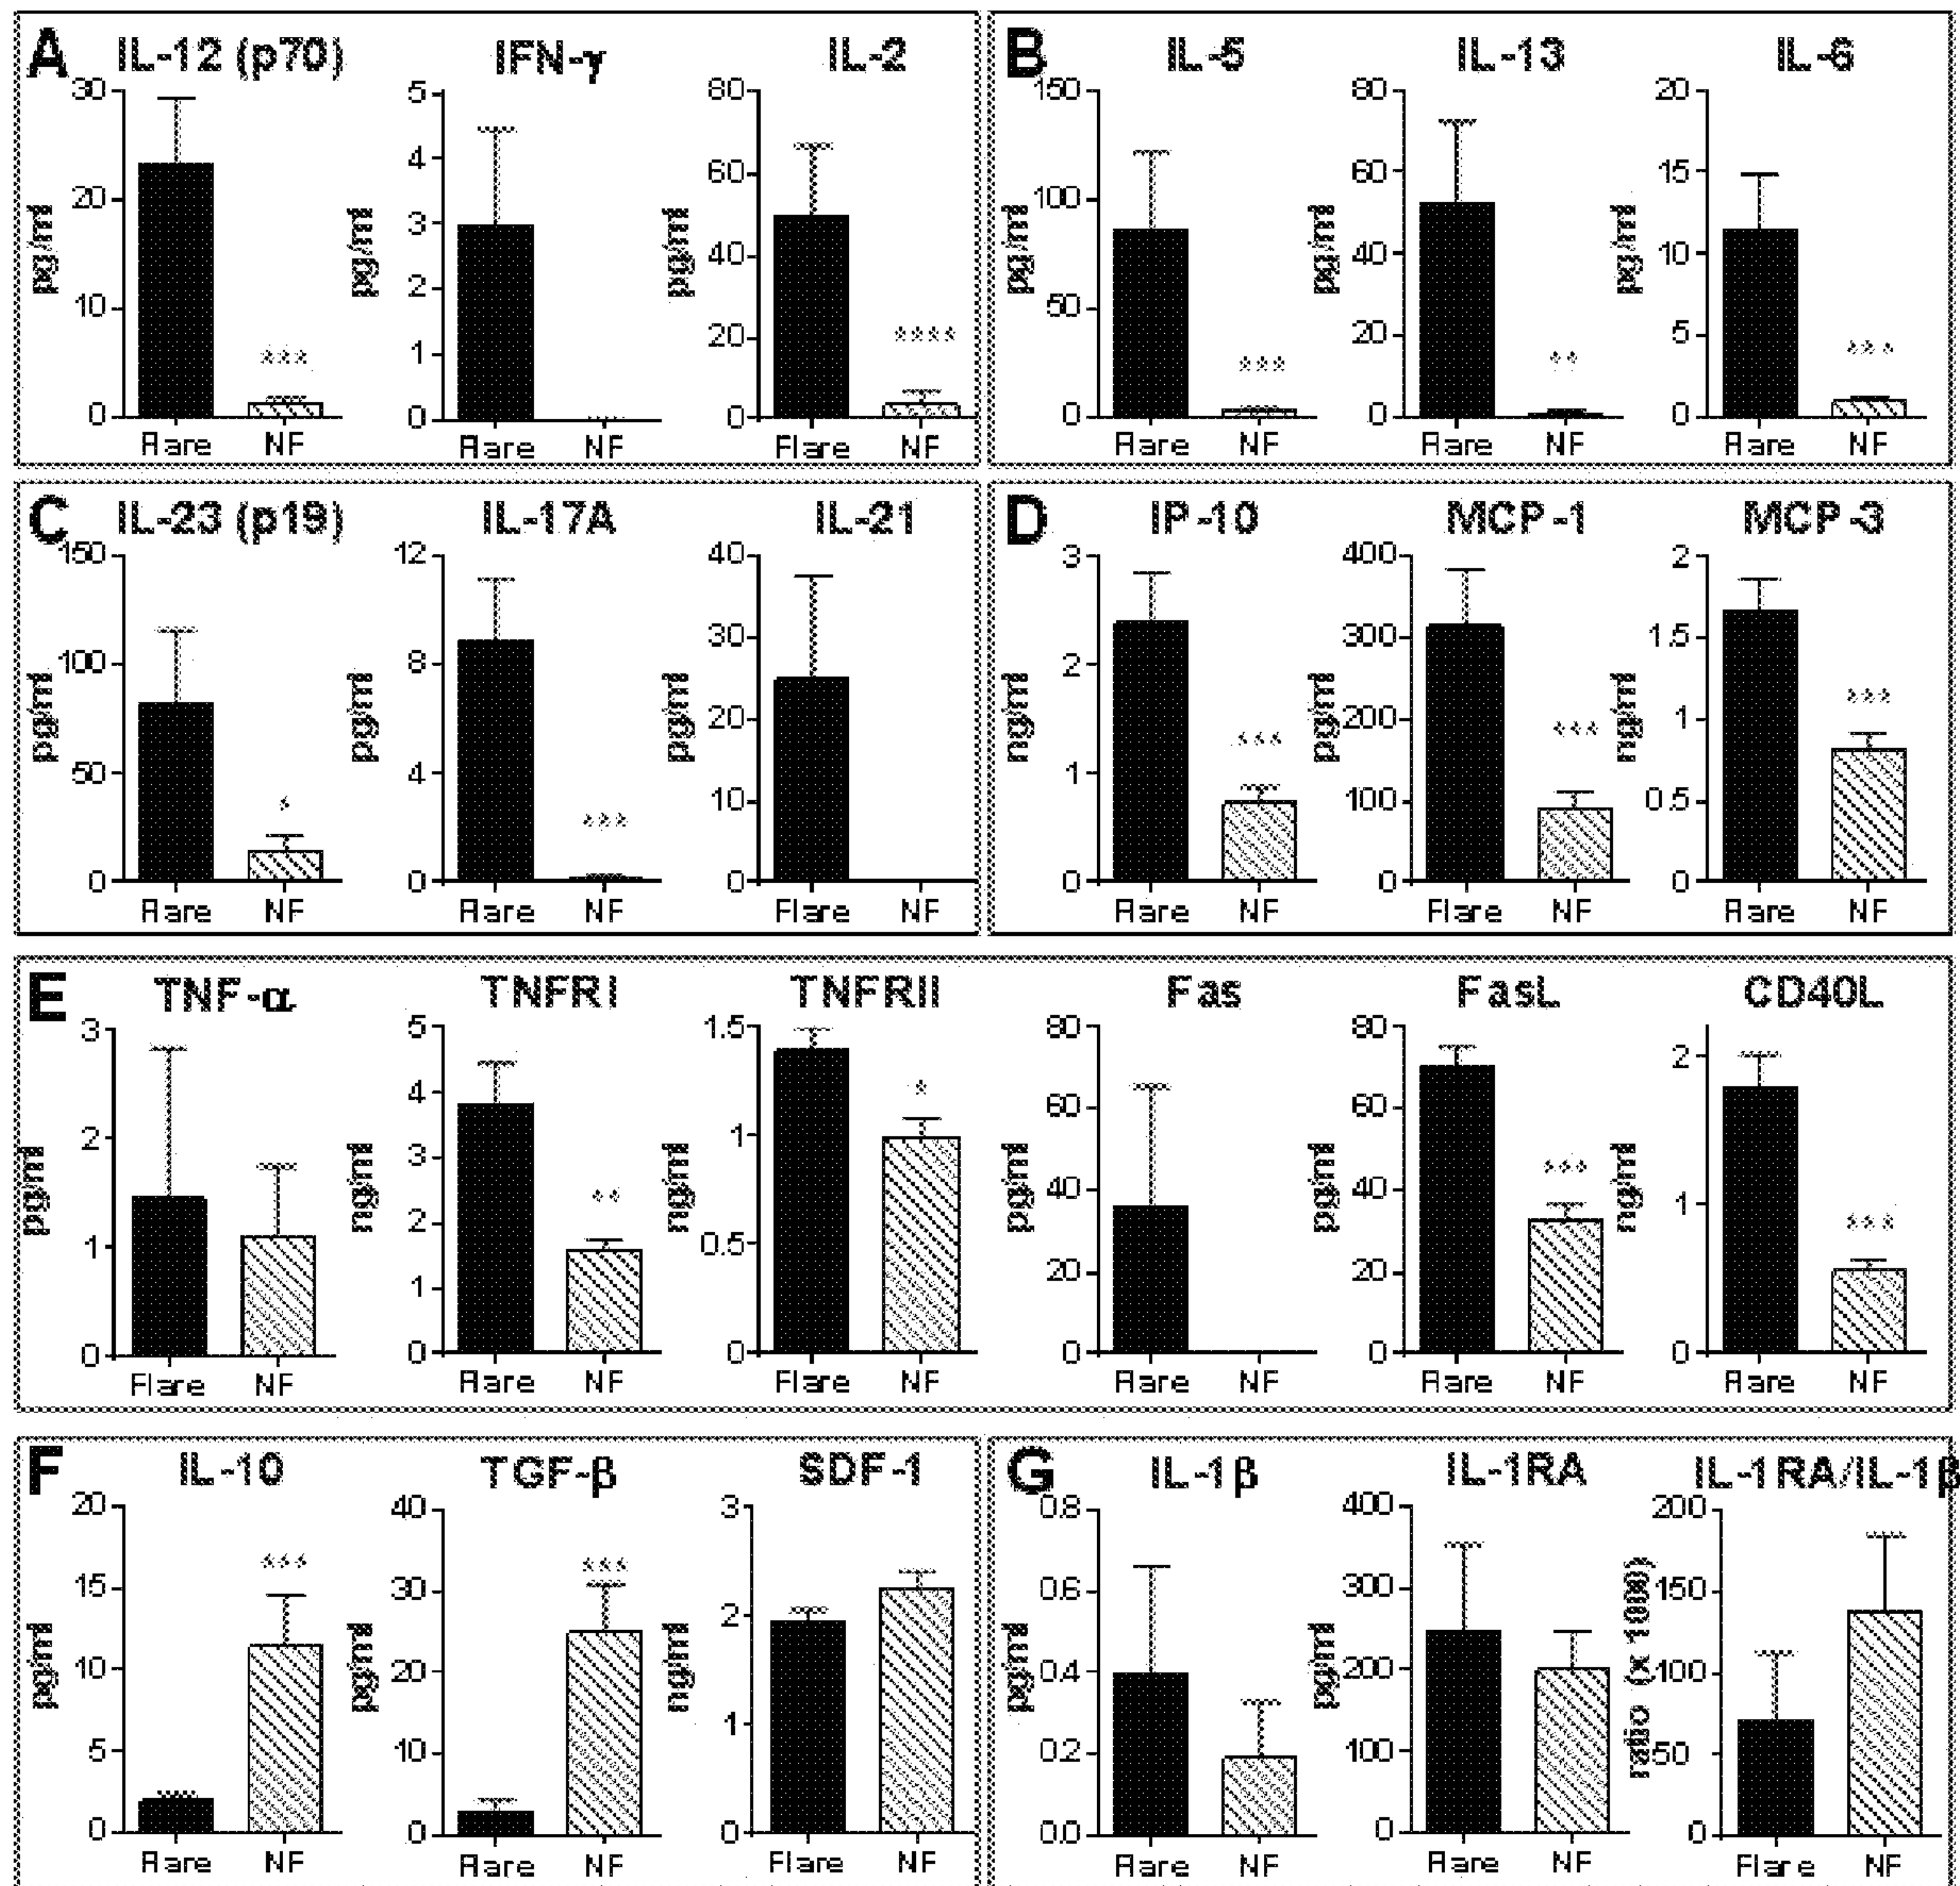 A IL-12 (p70) IFN-γ IL-2
30 20 10 0 pg/ml *** Flare NF
5 4 3 2 1 0 pg/ml Flare NF
80 60 40 20 0 pg/ml **** Flare NF
B IL-5 IL-13 IL-6
150 100 50 0 pg/ml *** Flare NF
80 60 40 20 0 pg/ml ** Flare NF
20 15 10 5 0 pg/ml *** Flare NF
C IL-23 (p19) IL-17A IL-21
150 100 50 0 pg/ml * Flare NF
12 8 4 0 pg/ml *** Flare NF
40 30 20 10 0 pg/ml Flare NF
D IP-10 MCP-1 MCP-3
3 2 1 0 ng/ml *** Flare NF
400 300 200 100 0 pg/ml *** Flare NF
2 1.5 1 0.5 0 ng/ml *** Flare NF
E TNF-α TNFRI TNFRII Fas FasL CD40L
3 2 1 0 pg/ml Flare NF
5 4 3 2 1 0 ng/ml ** Flare NF
1.5 1 0.5 0 ng/ml * Flare NF
80 60 40 20 0 pg/ml Flare NF
80 60 40 20 0 pg/ml *** Flare NF
2 1 0 ng/ml *** Flare NF
F IL-10 TGF-β SDF-1
20 15 10 5 0 pg/ml *** Flare NF
40 30 20 10 0 pg/ml *** Flare NF
3 2 1 0 ng/ml Flare NF
G IL-1β IL-1RA IL-1RA/IL-1β
0.8 0.6 0.4 0.2 0.0 pg/ml Flare NF
400 300 200 100 0 pg/ml Flare NF
200 150 100 50 0 ratio (x 1000) Flare NF